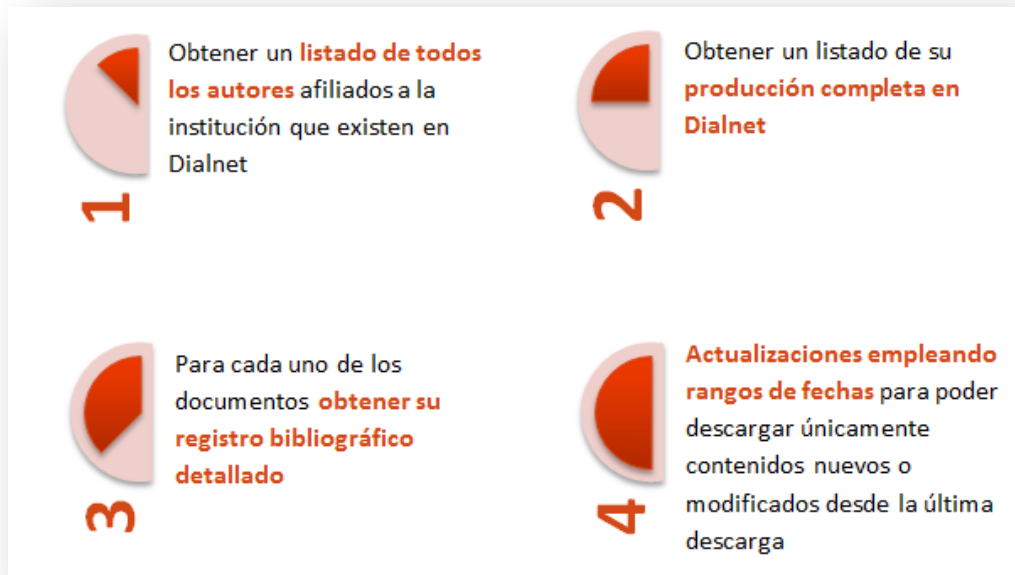 Obtener un listado de todos
los autores afiliados a la
institución que existen en
Dialnet
1
Obtener un listado de su
producción completa en
Dialnet
2
Para cada uno de los
documentos obtener su
registro bibliográfico
detallado
3
Actualizaciones empleando
rangos de fechas para poder
descargar únicamente
contenidos nuevos o
modificados desde la última
descarga
4